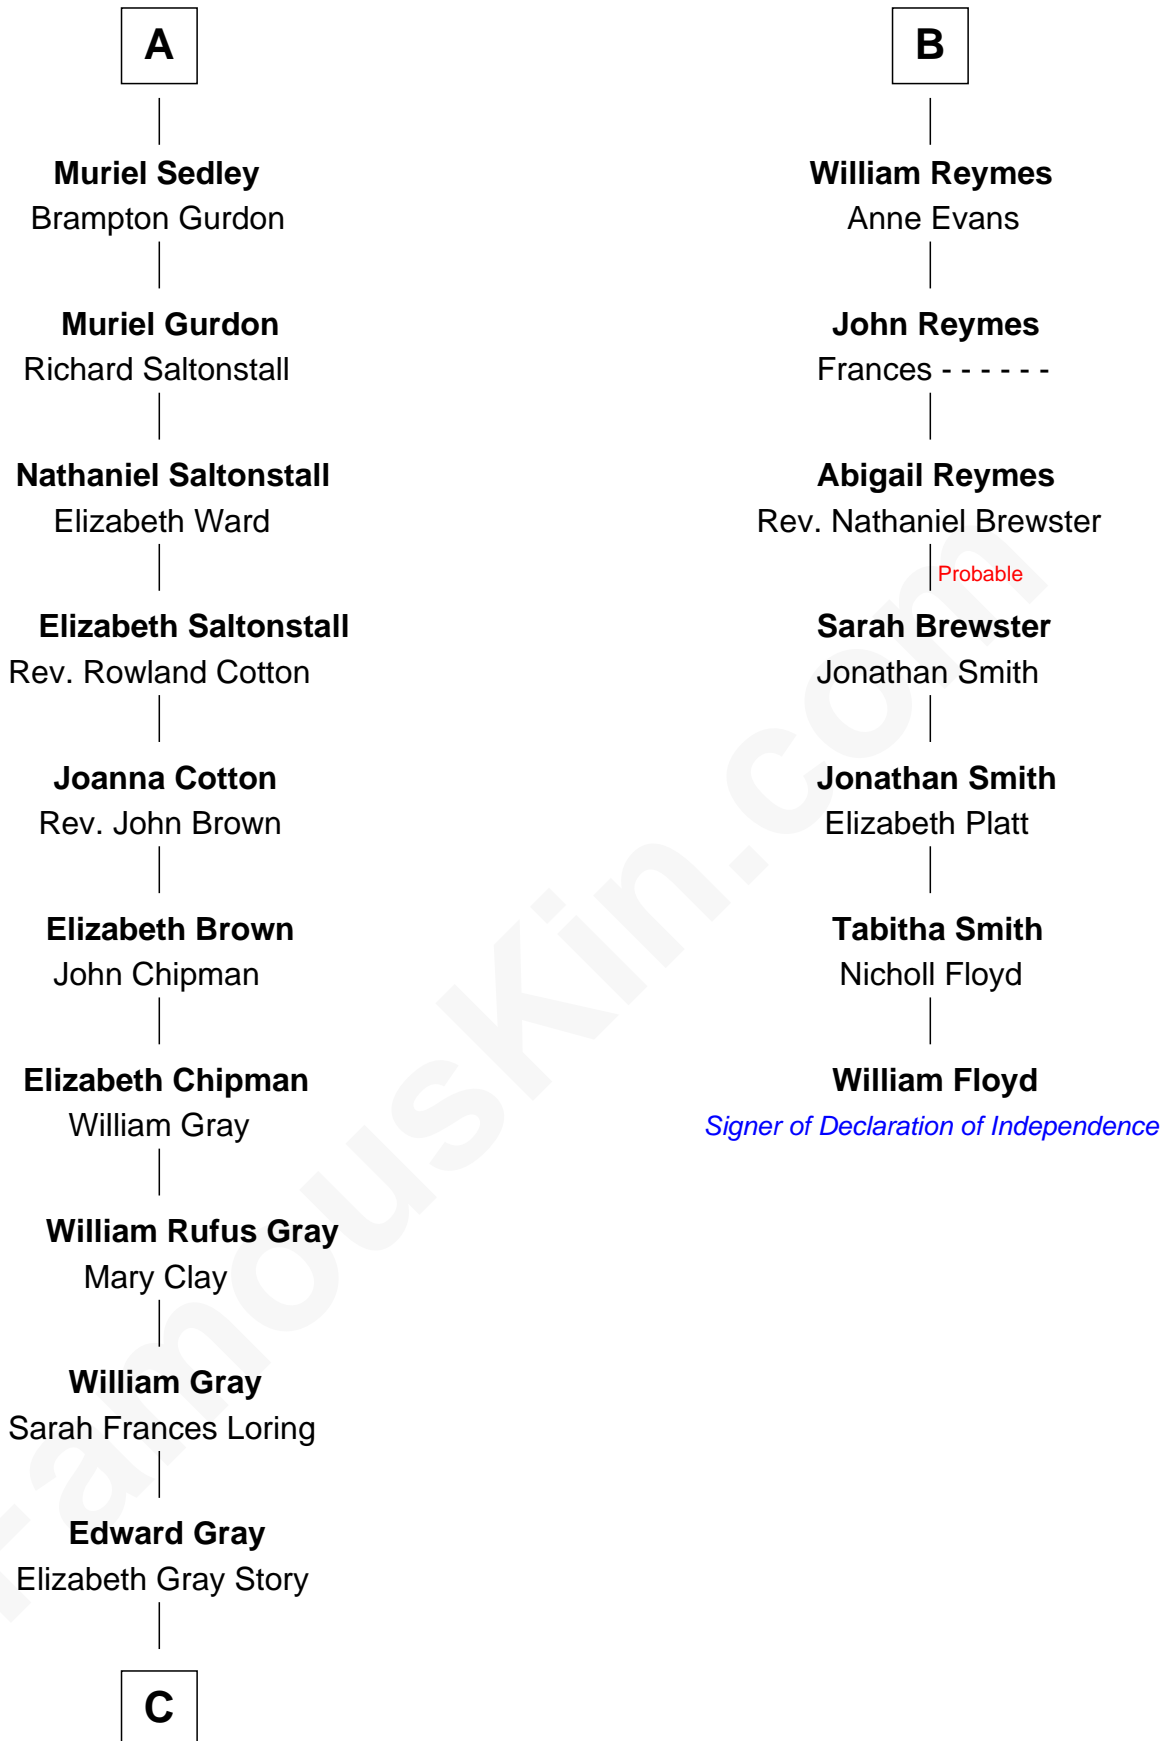 A
Muriel Sedley
Brampton Gurdon
Muriel Gurdon
Richard Saltonstall
Nathaniel Saltonstall
Elizabeth Ward
Elizabeth Saltonstall
Rev. Rowland Cotton
Joanna Cotton
Rev. John Brown
Elizabeth Brown
John Chipman
Elizabeth Chipman
William Gray
William Rufus Gray
Mary Clay
William Gray
Sarah Frances Loring
Edward Gray
Elizabeth Gray Story
C
B
William Reymes
Anne Evans
John Reymes
Frances - - - - - -
Abigail Reymes
Rev. Nathaniel Brewster
Probable
Sarah Brewster
Jonathan Smith
Jonathan Smith
Elizabeth Platt
Tabitha Smith
Nicholl Floyd
William Floyd
Signer of Declaration of Independence
FamousKin.com